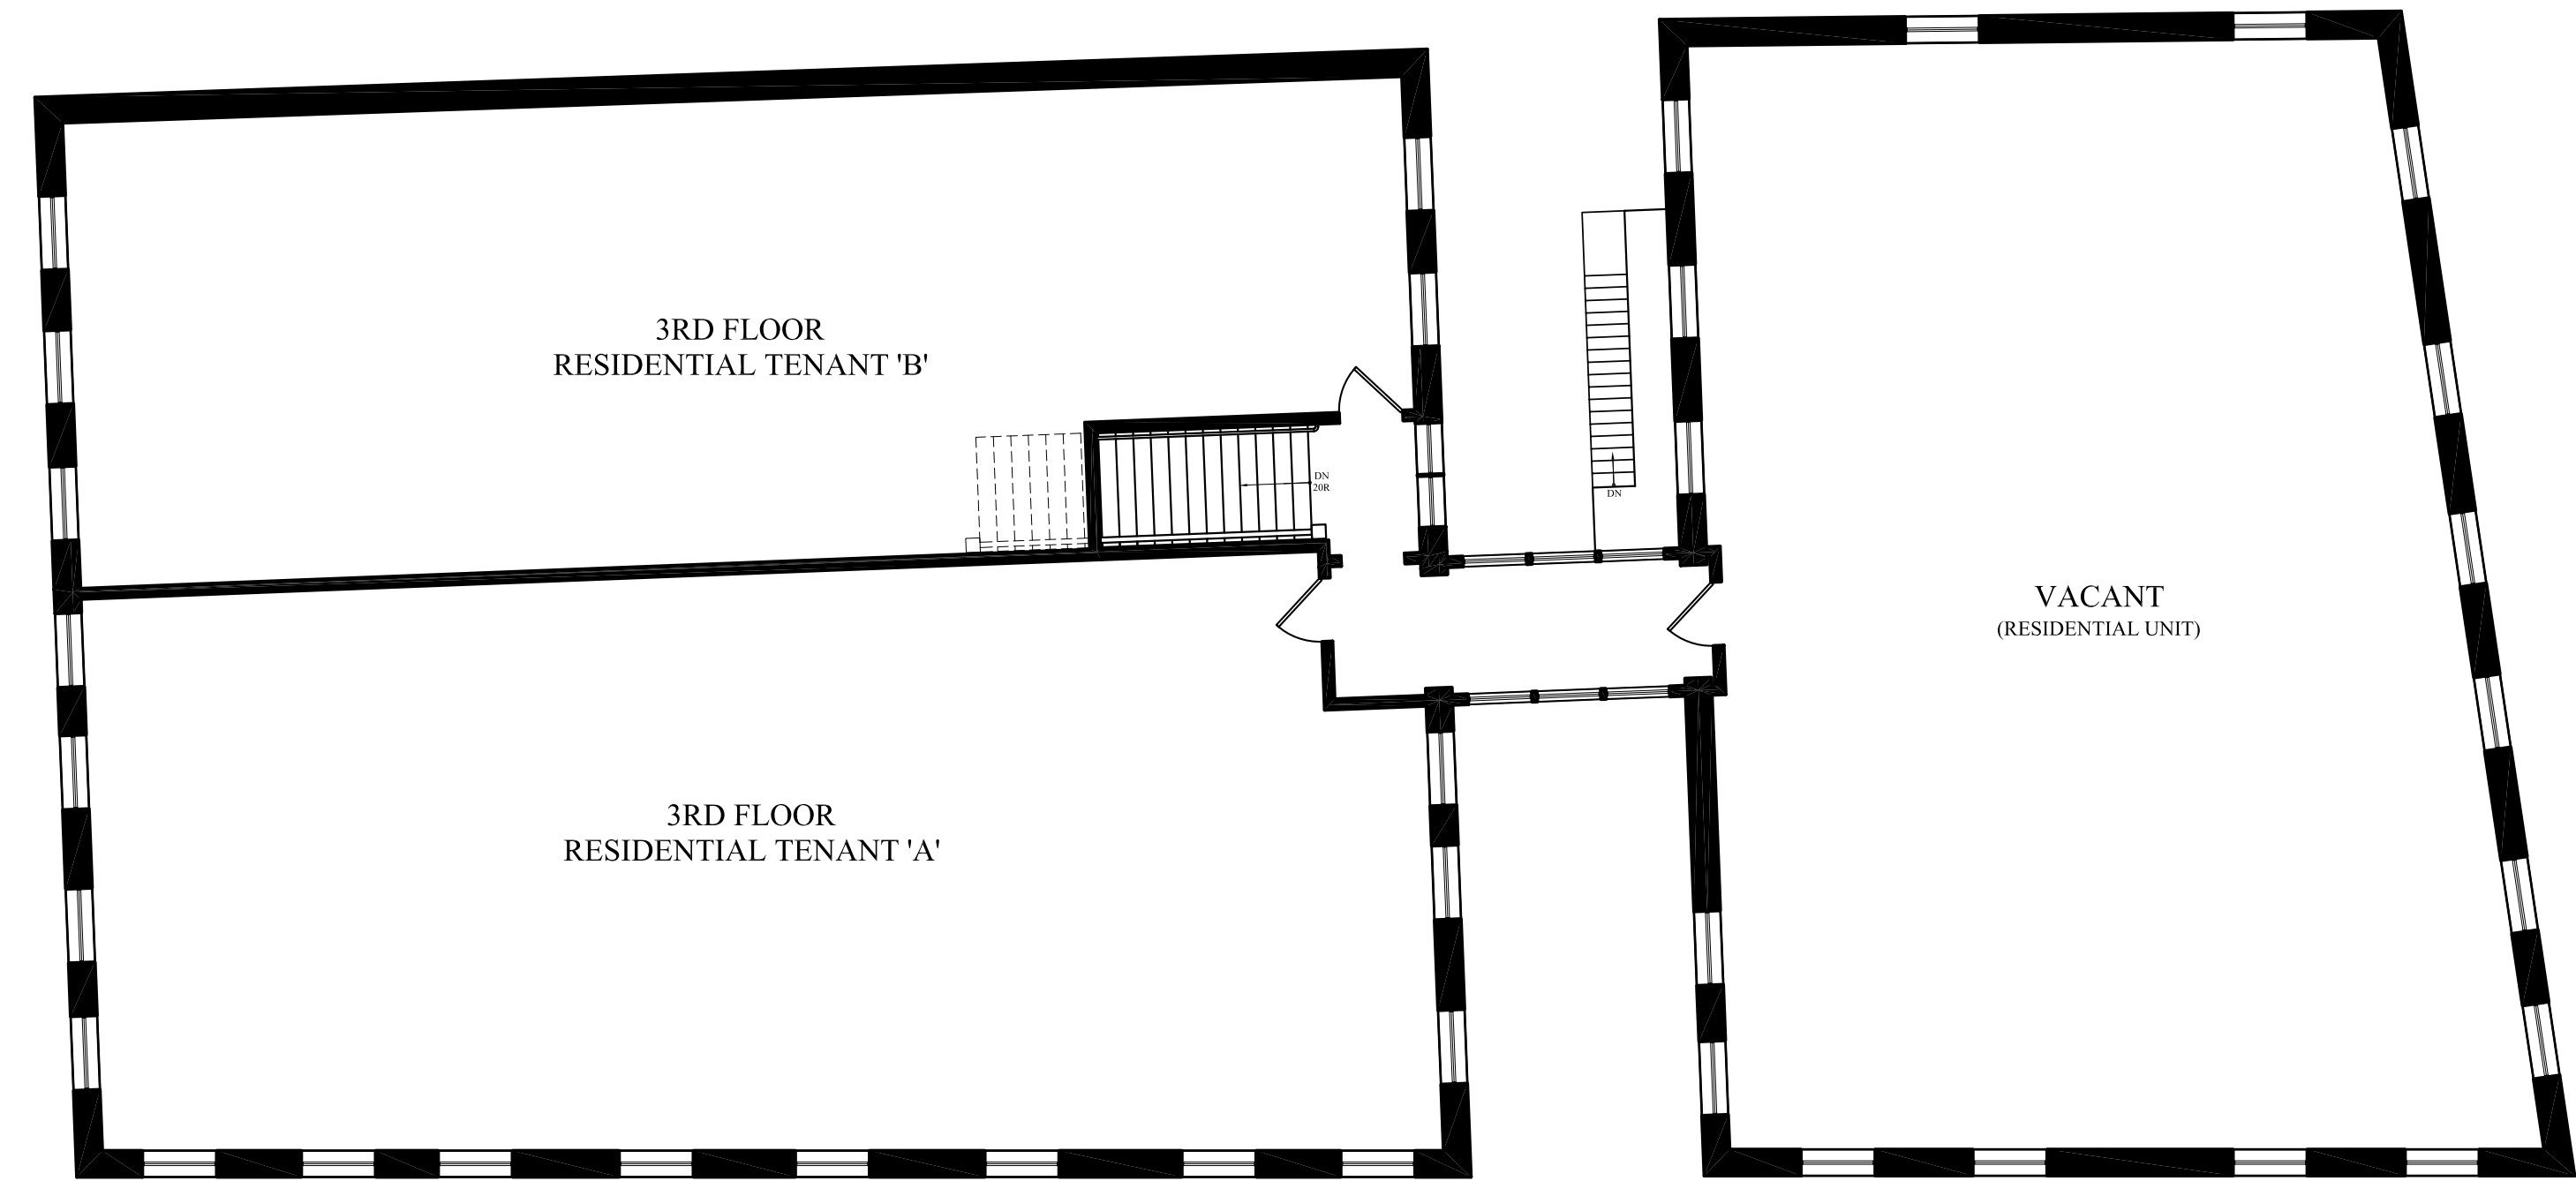 3RD FLOOR
RESIDENTIAL TENANT 'B'
DN
20R
DN
VACANT
(RESIDENTIAL UNIT)
3RD FLOOR
RESIDENTIAL TENANT 'A'